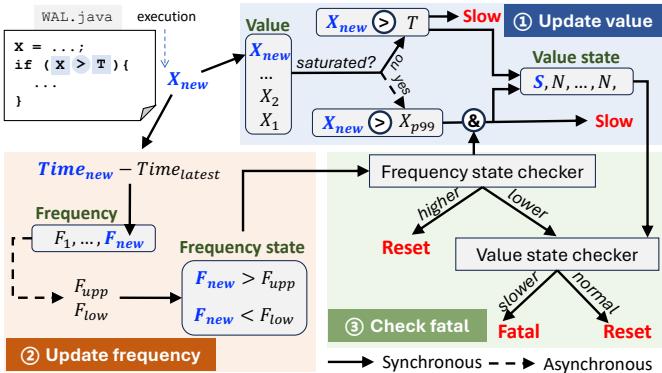 WAL.java
execution
X = ...;
if ( X > T){
...
}
X_new
Value
X_new
...
X_2
X_1
saturated?
no
yes
X_new > T
Slow
X_new > X_p99
&
Slow
① Update value
Value state
S, N, ... , N,
Time_new − Time_latest
Frequency
F_1, ... , F_new
F_upp
F_low
Frequency state
F_new > F_upp
F_new < F_low
② Update frequency
Frequency state checker
higher
lower
Reset
Value state checker
slower
normal
Fatal
Reset
③ Check fatal
Synchronous
Asynchronous